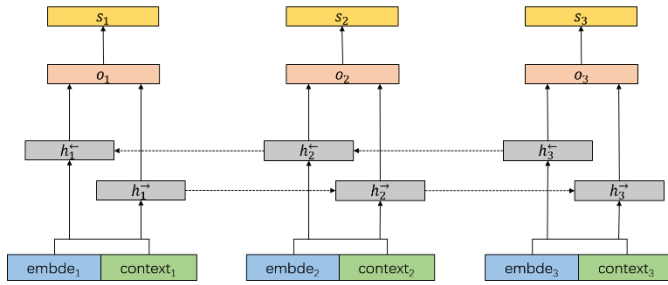 s₁ s₂ s₃
o₁ o₂ o₃
h₁← h₂← h₃←
h₁→ h₂→ h₃→
embde₁ context₁ embde₂ context₂ embde₃ context₃